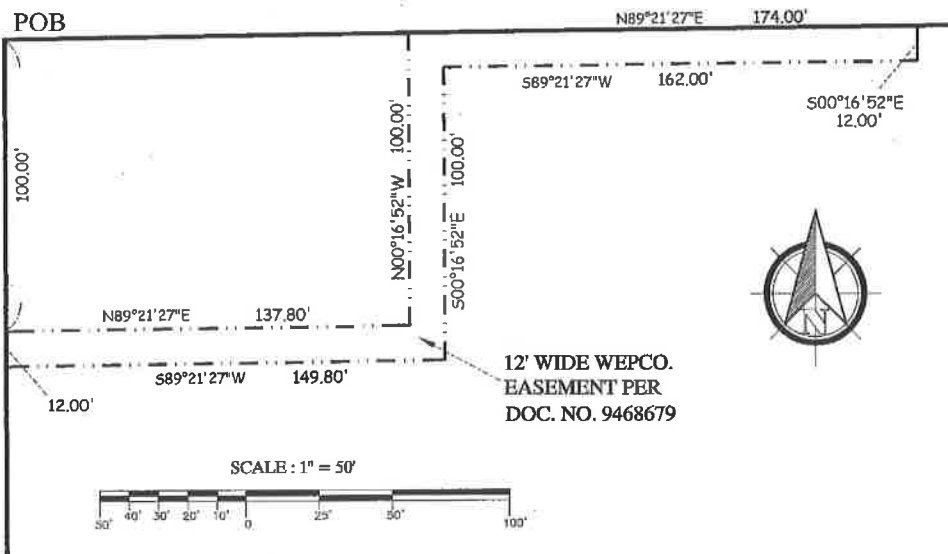 POB
N89°21'27"E 174.00'
S89°21'27"W 162.00'
S00°16'52"E
12.00'
100.00'
N00°16'52"W 100.00'
S00°16'52"E 100.00'
N89°21'27"E 137.80'
S89°21'27"W 149.80'
12.00'
12' WIDE WEPCO.
EASEMENT PER
DOC. NO. 9468679
N
SCALE : 1" = 50'
50' 40' 30' 20' 10' 0 25' 50' 100'